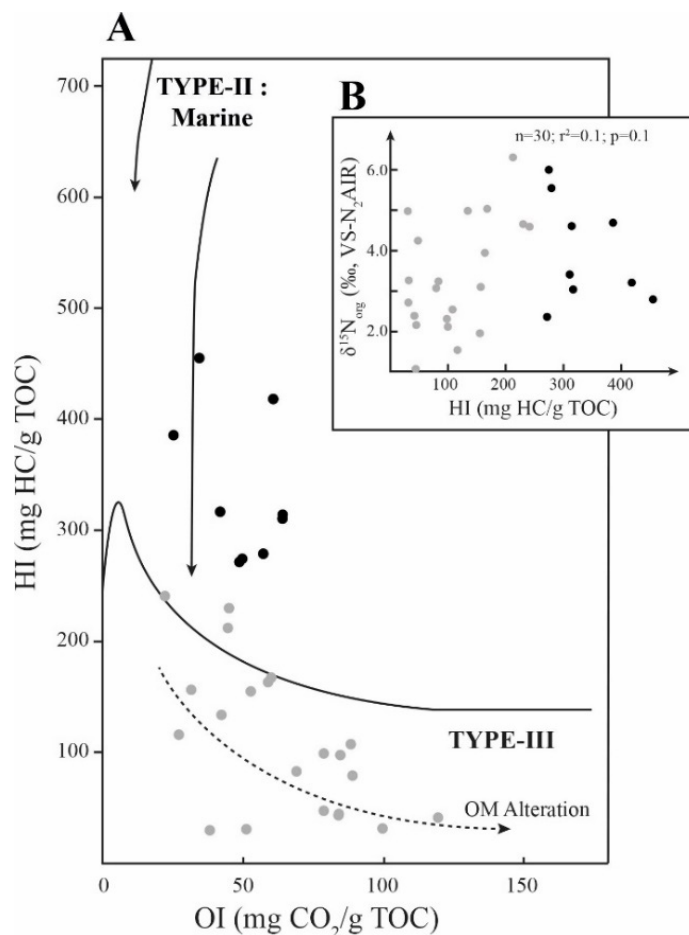 A
TYPE-II :
Marine
700
600
500
400
300
200
100
HI (mg HC/g TOC)
TYPE-III
OM Alteration
0
50
100
150
OI (mg CO₂/g TOC)
B
n=30; r²=0.1; p=0.1
6.0
4.0
2.0
δ¹⁵Norg (‰, VS-N₂AIR)
100
200
300
400
HI (mg HC/g TOC)